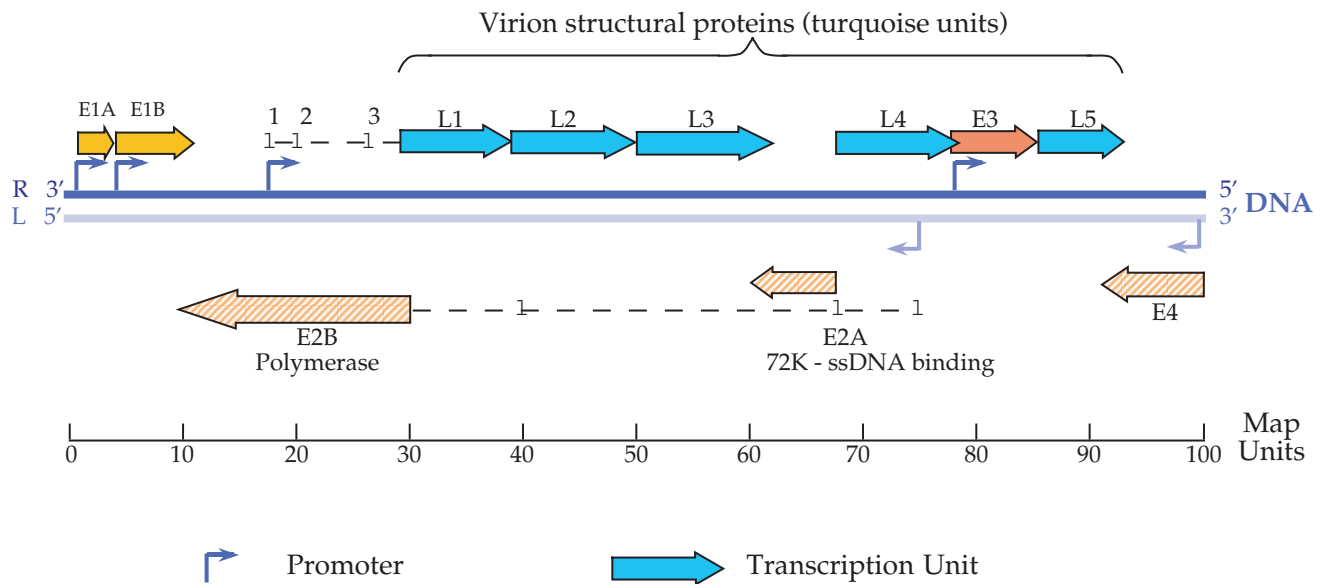 Virion structural proteins (turquoise units)
E1A E1B 1 2 3 L1 L2 L3 L4 E3 L5
l l l
R 3′ 5′
L 5′ 3′ DNA
l l l
E2B E2A E4
Polymerase 72K - ssDNA binding
Map
Units
0 10 20 30 40 50 60 70 80 90 100
Promoter Transcription Unit